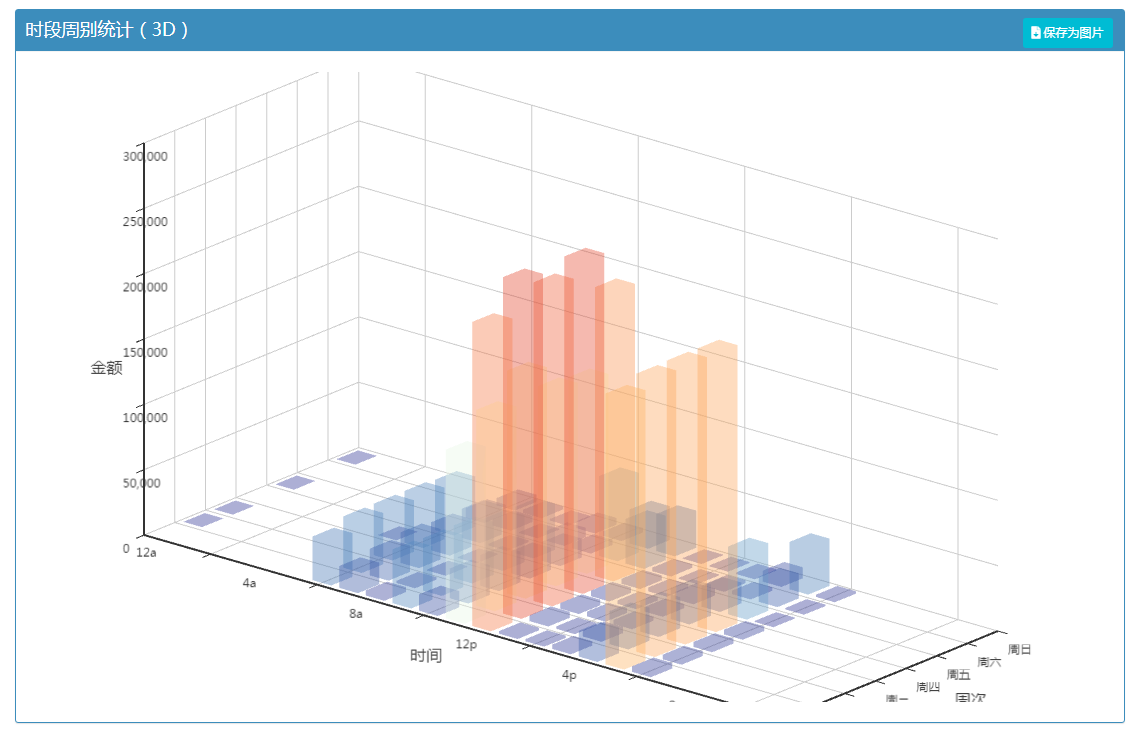 时段周别统计（3D）
保存为图片
300,000
250,000
200,000
150,000
金额
100,000
50,000
0
12a
4a
8a
12p
时间
4p
周日
周六
周五
周四
周次